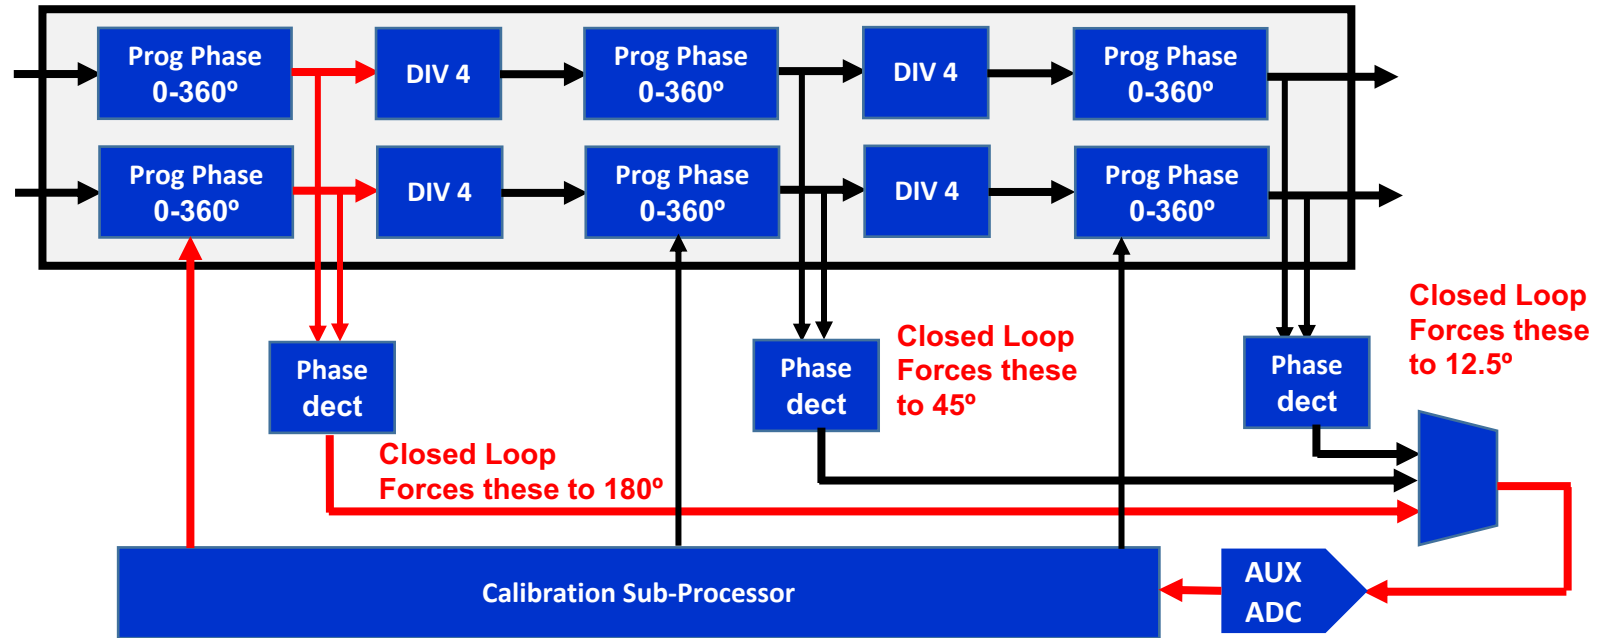 Prog Phase
0-360º
DIV 4
Prog Phase
0-360º
DIV 4
Prog Phase
0-360º
Prog Phase
0-360º
DIV 4
Prog Phase
0-360º
DIV 4
Prog Phase
0-360º
Phase
dect
Closed Loop
Forces these to 180º
Phase
dect
Closed Loop
Forces these
to 45º
Phase
dect
Closed Loop
Forces these
to 12.5º
Calibration Sub-Processor
AUX
ADC